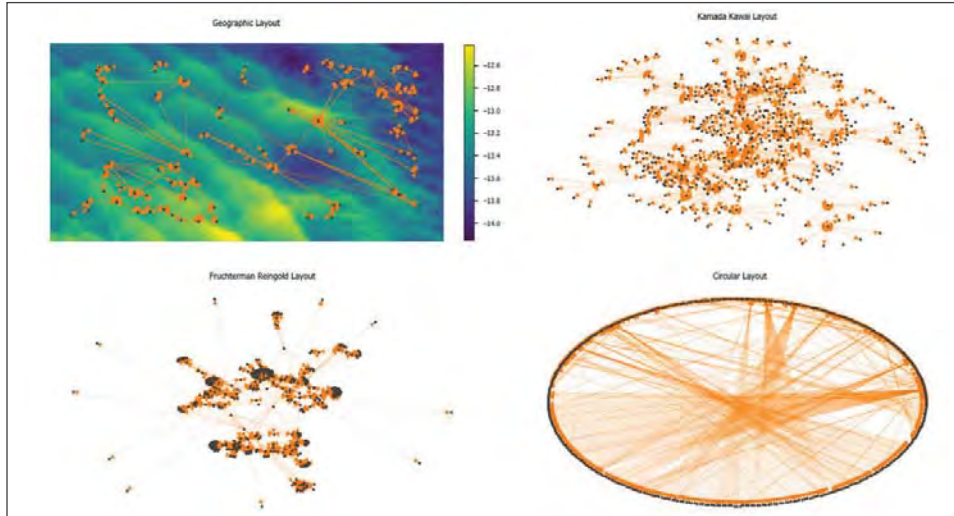 Geographic Layout
Kamada Kawai Layout
-12.6
-12.8
-13.0
-13.2
-13.4
-13.6
-13.8
-14.0
Fruchterman Reingold Layout
Circular Layout